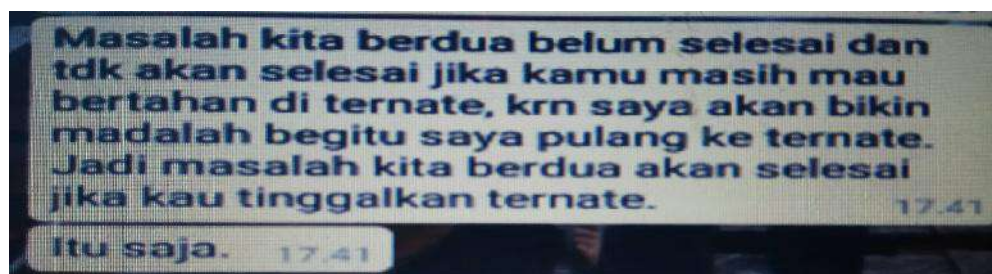 Masalah kita berdua belum selesai dan
tdk akan selesai jika kamu masih mau
bertahan di ternate, krn saya akan bikin
madalah begitu saya pulang ke ternate.
Jadi masalah kita berdua akan selesai
jika kau tinggalkan ternate.
17.41
Itu saja. 17.41